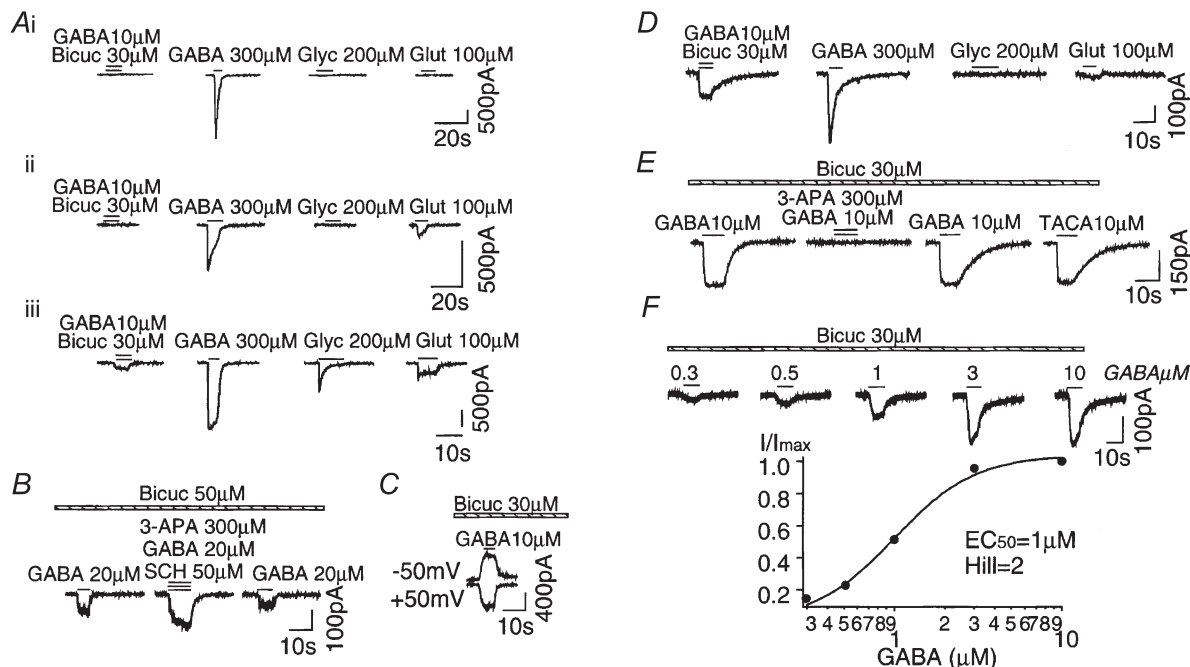 Ai
GABA10µM
Bicuc 30µM GABA 300µM Glyc 200µM Glut 100µM
500pA
20s
ii
GABA10µM
Bicuc 30µM GABA 300µM Glyc 200µM Glut 100µM
500pA
20s
iii
GABA10µM
Bicuc 30µM GABA 300µM Glyc 200µM Glut 100µM
500pA
10s
B
Bicuc 50µM
3-APA 300µM
GABA 20µM
GABA 20µM SCH 50µM GABA 20µM
100pA
10s
C
Bicuc 30µM
GABA10µM
-50mV
+50mV
400pA
10s
D
GABA10µM
Bicuc 30µM GABA 300µM Glyc 200µM Glut 100µM
100pA
10s
E
Bicuc 30µM
3-APA 300µM
GABA10µM GABA 10µM GABA 10µM TACA10µM
150pA
10s
F
Bicuc 30µM
0.3 0.5 1 3 10 GABAµM
100pA
10s
I/Imax
1.0
0.8
0.6
0.4
0.2
EC50=1µM
Hill=2
3 4 5 6 7 8 9 1 2 3 4 5 6 7 8 9 10
GABA (µM)